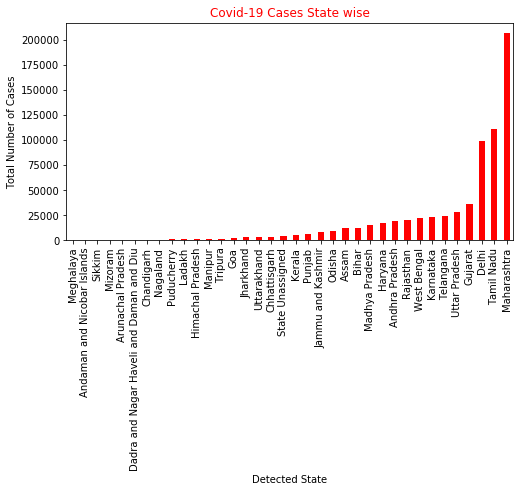 Covid-19 Cases State wise
Total Number of Cases
200000
175000
150000
125000
100000
75000
50000
25000
0
Meghalaya
Andaman and Nicobar Islands
Sikkim
Mizoram
Arunachal Pradesh
Dadra and Nagar Haveli and Daman and Diu
Chandigarh
Nagaland
Puducherry
Ladakh
Himachal Pradesh
Manipur
Tripura
Goa
Jharkhand
Uttarakhand
Chhattisgarh
State Unassigned
Kerala
Punjab
Jammu and Kashmir
Odisha
Assam
Bihar
Madhya Pradesh
Haryana
Andhra Pradesh
Rajasthan
West Bengal
Karnataka
Telangana
Uttar Pradesh
Gujarat
Delhi
Tamil Nadu
Maharashtra
Detected State